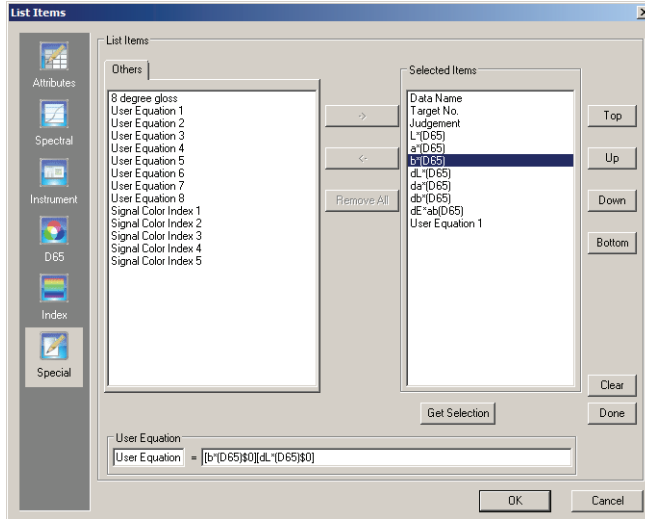 List Items
Attributes
Spectral
Instrument
D65
Index
Special
List Items
Others
8 degree gloss
User Equation 1
User Equation 2
User Equation 3
User Equation 4
User Equation 5
User Equation 6
User Equation 7
User Equation 8
Signal Color Index 1
Signal Color Index 2
Signal Color Index 3
Signal Color Index 4
Signal Color Index 5
->
<-
Remove All
Selected Items
Data Name
Target No.
Judgement
L*(D65)
a*(D65)
b*(D65)
dL*(D65)
da*(D65)
db*(D65)
dE*ab(D65)
User Equation 1
Top
Up
Down
Bottom
Clear
Get Selection
Done
User Equation
User Equation = [b*(D65)$0][dL*(D65)$0]
OK
Cancel